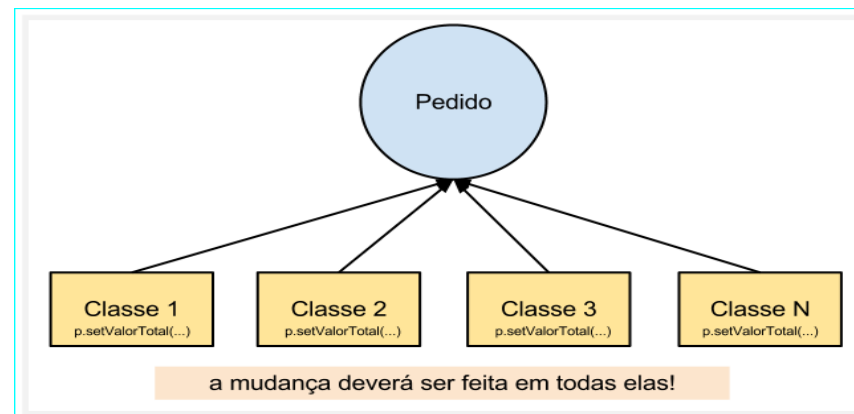 Pedido
Classe 1
p.setValorTotal(...)
Classe 2
p.setValorTotal(...)
Classe 3
p.setValorTotal(...)
Classe N
p.setValorTotal(...)
a mudança deverá ser feita em todas elas!